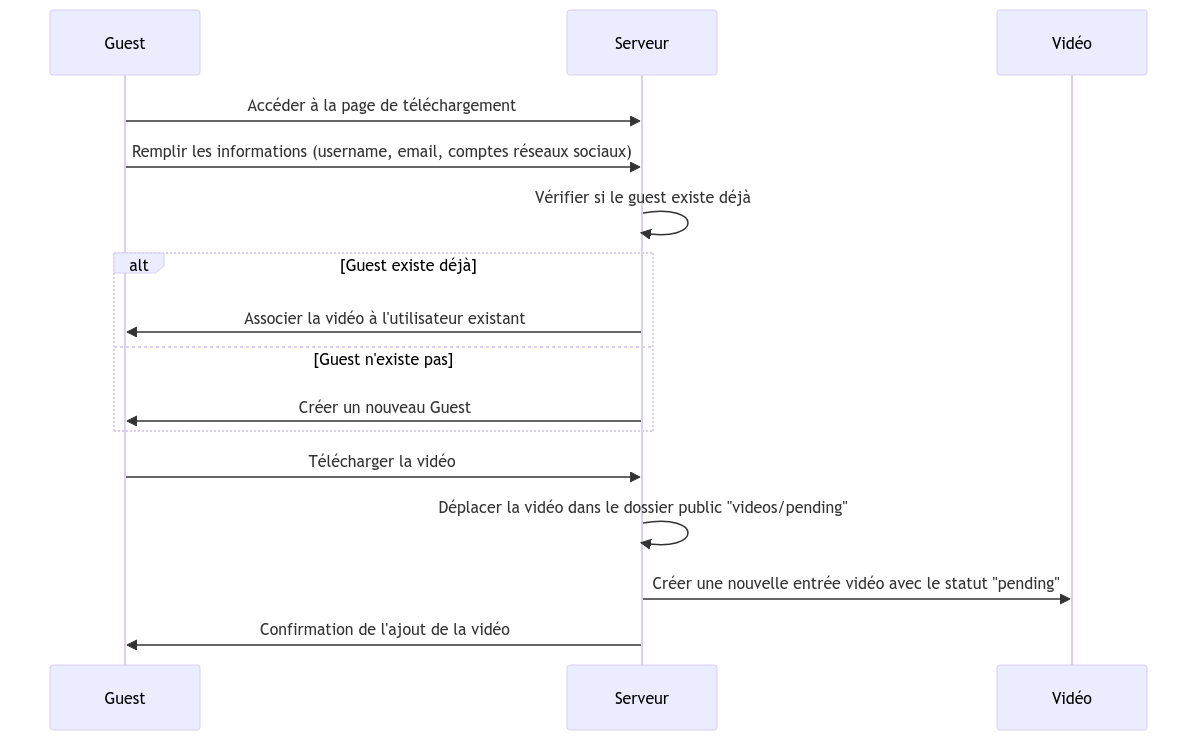 Guest
Serveur
Vidéo
Accéder à la page de téléchargement
Remplir les informations (username, email, comptes réseaux sociaux)
Vérifier si le guest existe déjà
alt
[Guest existe déjà]
Associer la vidéo à l'utilisateur existant
[Guest n'existe pas]
Créer un nouveau Guest
Télécharger la vidéo
Déplacer la vidéo dans le dossier public "videos/pending"
Créer une nouvelle entrée vidéo avec le statut "pending"
Confirmation de l'ajout de la vidéo
Guest
Serveur
Vidéo